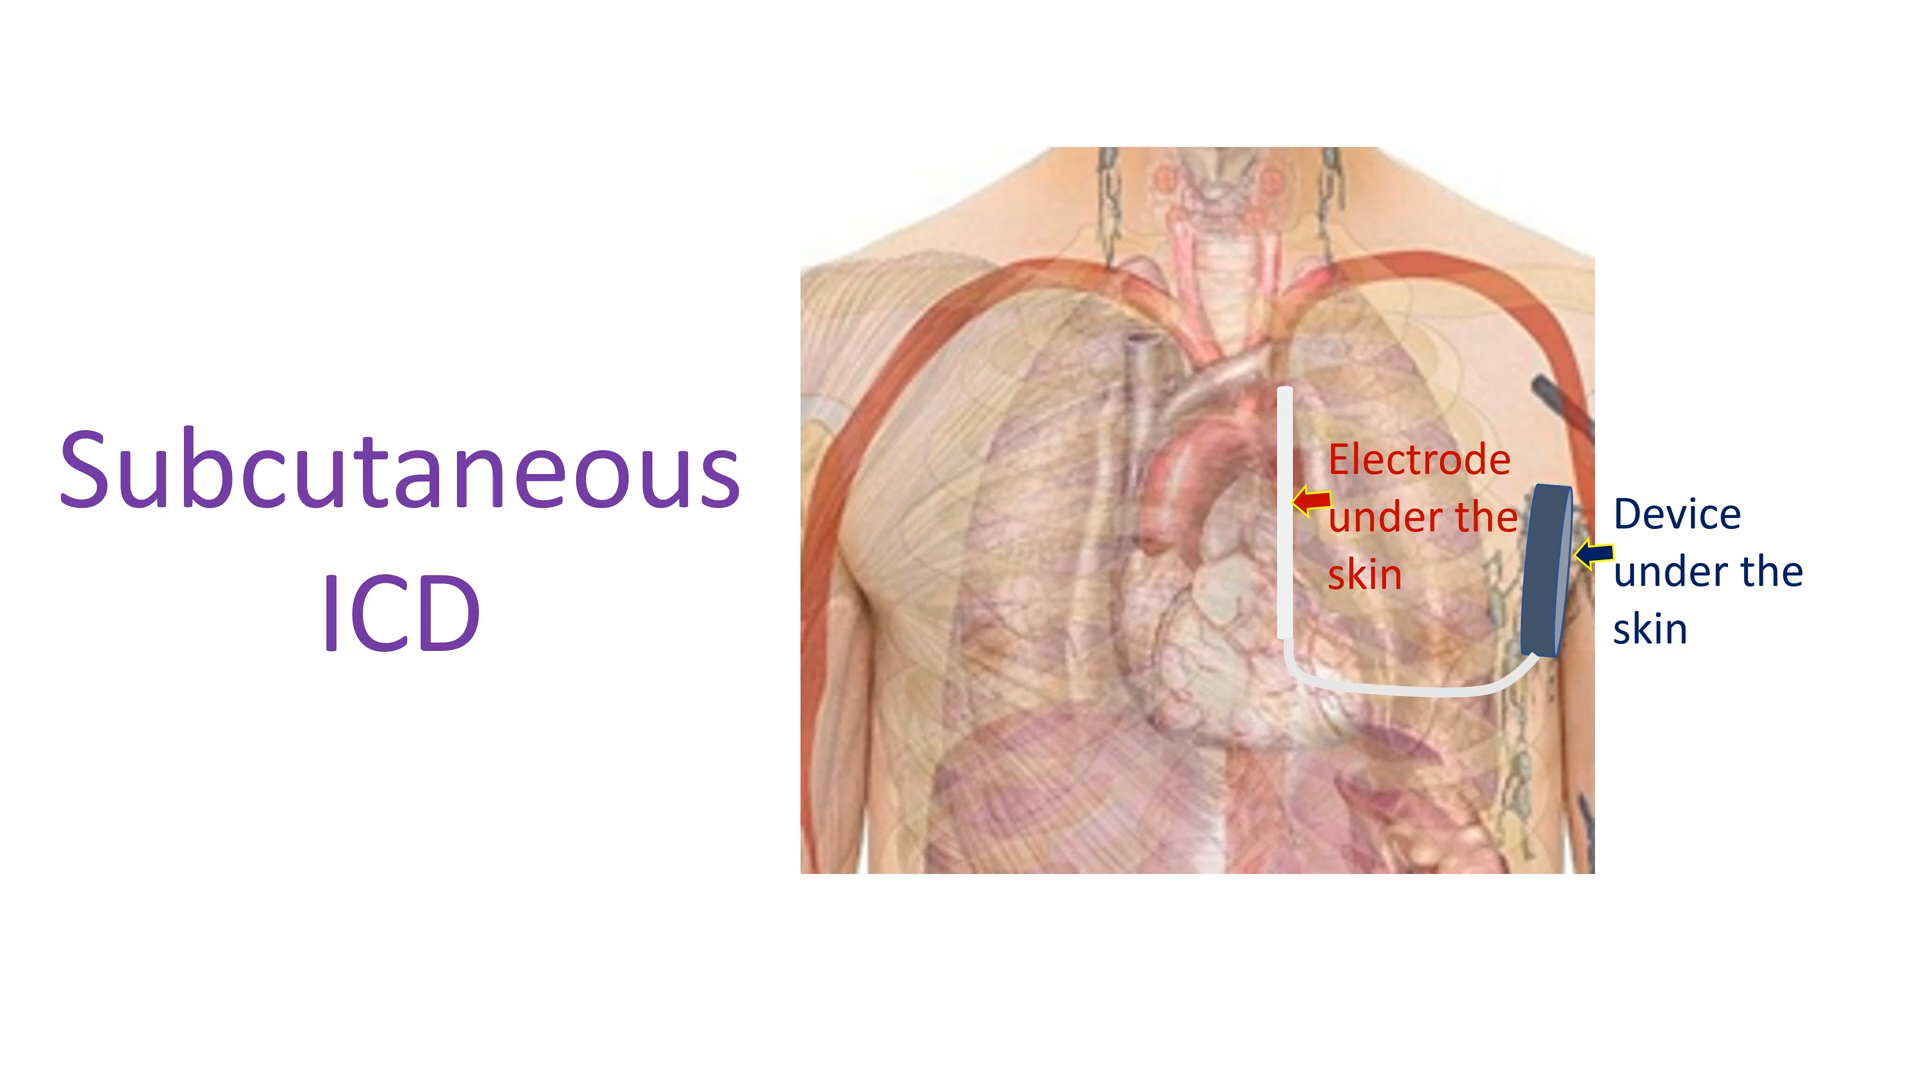 Subcutaneous
ICD
Electrode
under the
skin
Device
under the
skin